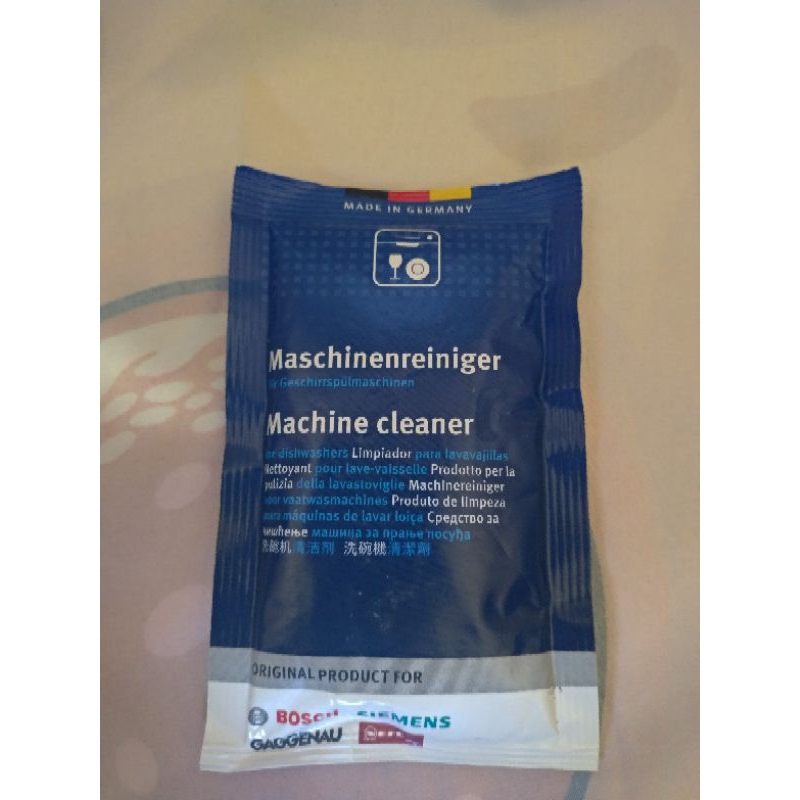 MADE IN GERMANY
Maschinenreiniger
Geschirrspülmaschinen
Machine cleaner
dishwashers Limpiador para lavavajillas
Nettoyant pour lave-vaisselle Prodotto per la
pulizia della lavastoviglie Machinereiniger
voor vaatwasmachines Produto de limpeza
para máquinas de lavar loiça Средство за
чишћење машина за прање посуђа
洗碗机清洁剂 洗碗機清潔劑
ORIGINAL PRODUCT FOR
BOSCH SIEMENS
GAGGENAU NEFF